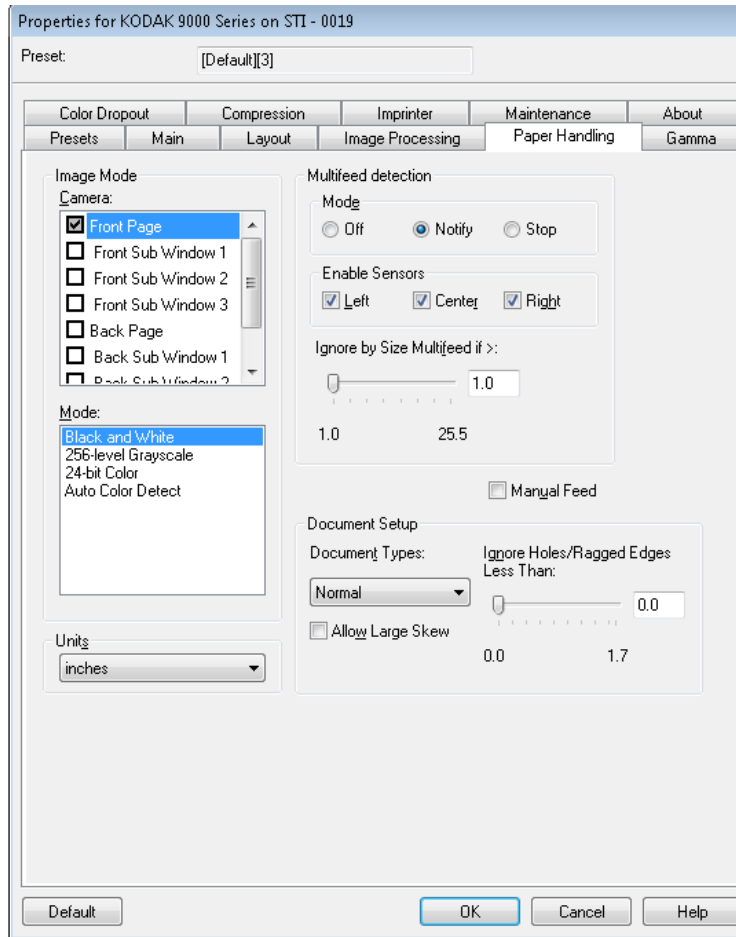 Properties for KODAK 9000 Series on STI - 0019
Preset: [Default][3]
Color Dropout Compression Imprinter Maintenance About
Presets Main Layout Image Processing Paper Handling Gamma
Image Mode
Camera:
Front Page
Front Sub Window 1
Front Sub Window 2
Front Sub Window 3
Back Page
Back Sub Window 1
Back Sub Window 2
Mode:
Black and White
256-level Grayscale
24-bit Color
Auto Color Detect
Units
inches
Multifeed detection
Mode
Off Notify Stop
Enable Sensors
Left Center Right
Ignore by Size Multifeed if >:
1.0
1.0 25.5
Manual Feed
Document Setup
Document Types:
Normal
Allow Large Skew
Ignore Holes/Ragged Edges
Less Than:
0.0
0.0 1.7
Default OK Cancel Help